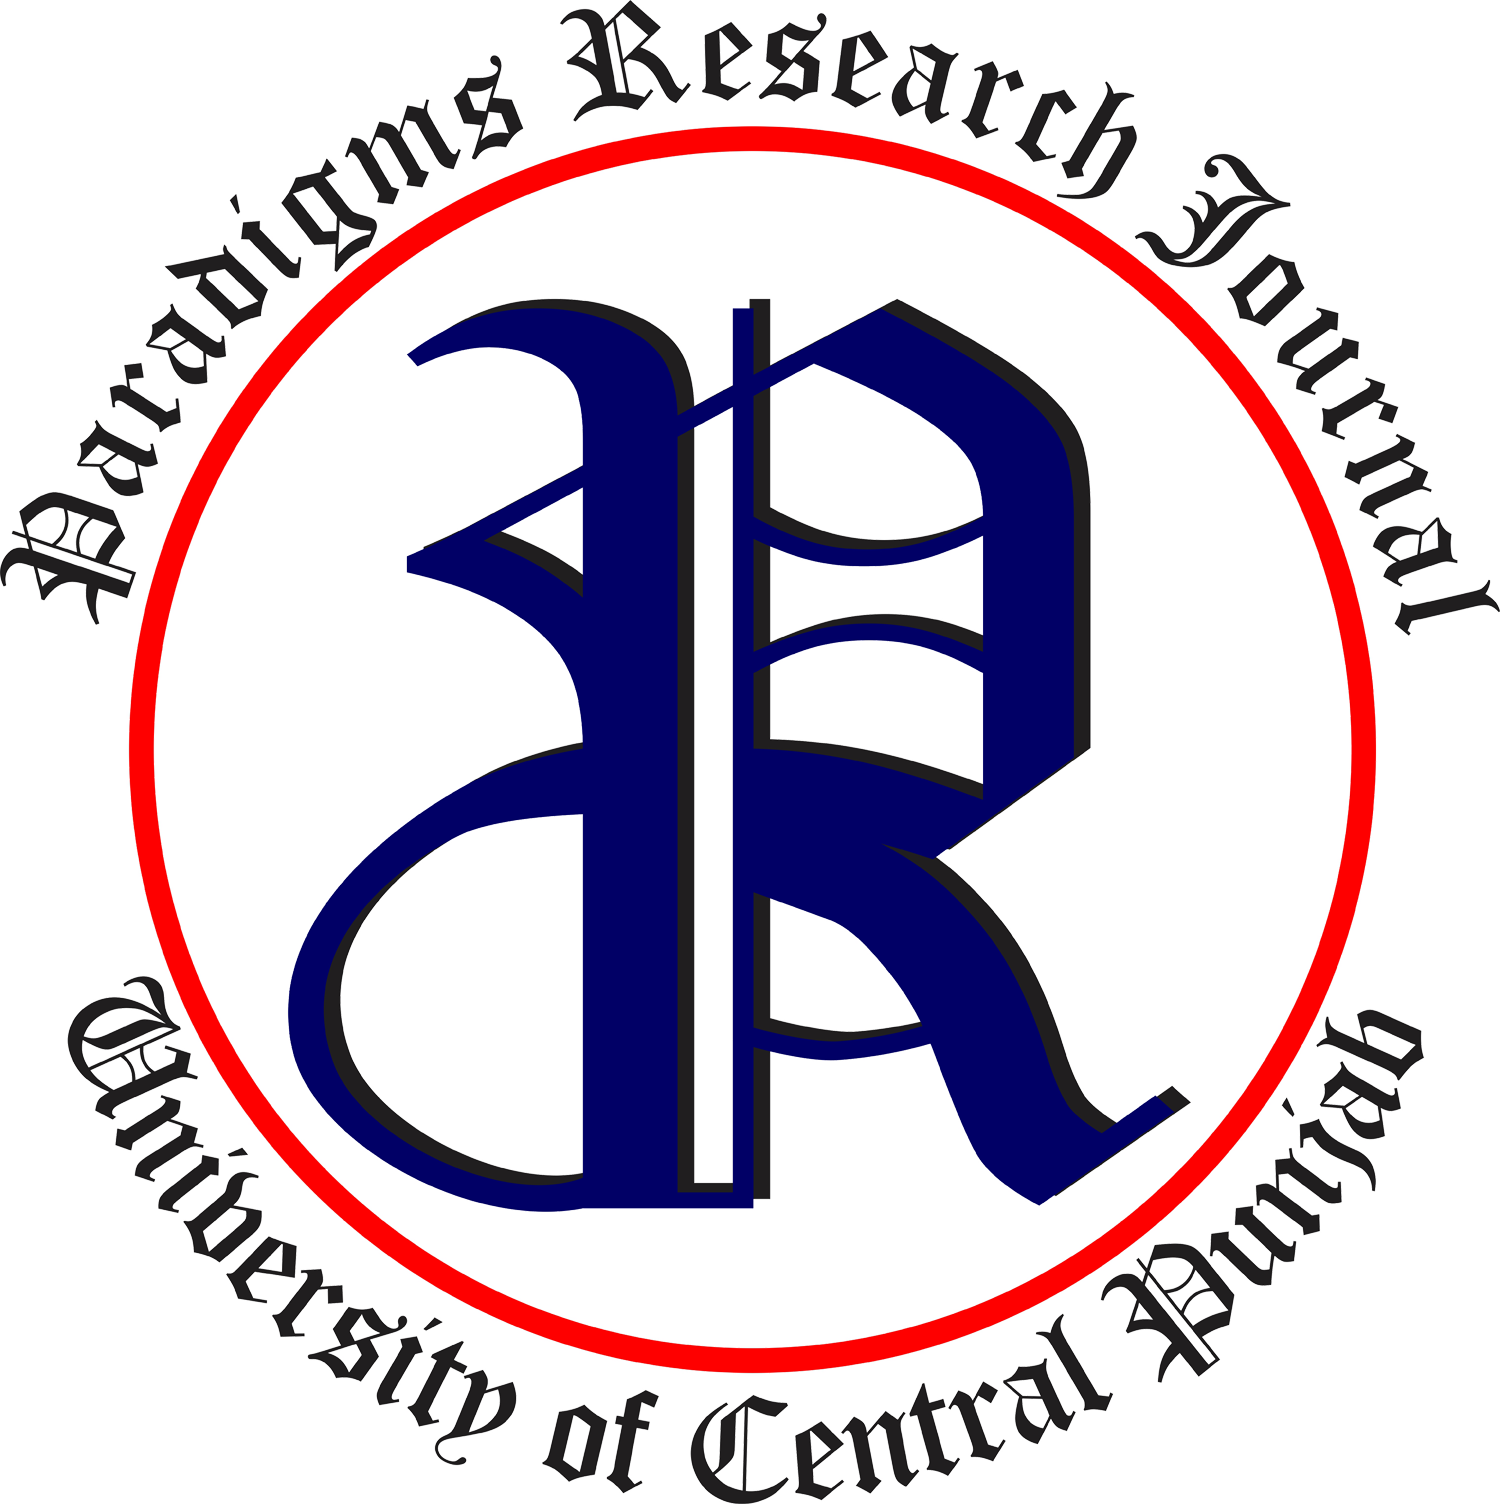 Paradigms Research Journal
R
University of Central Punjab